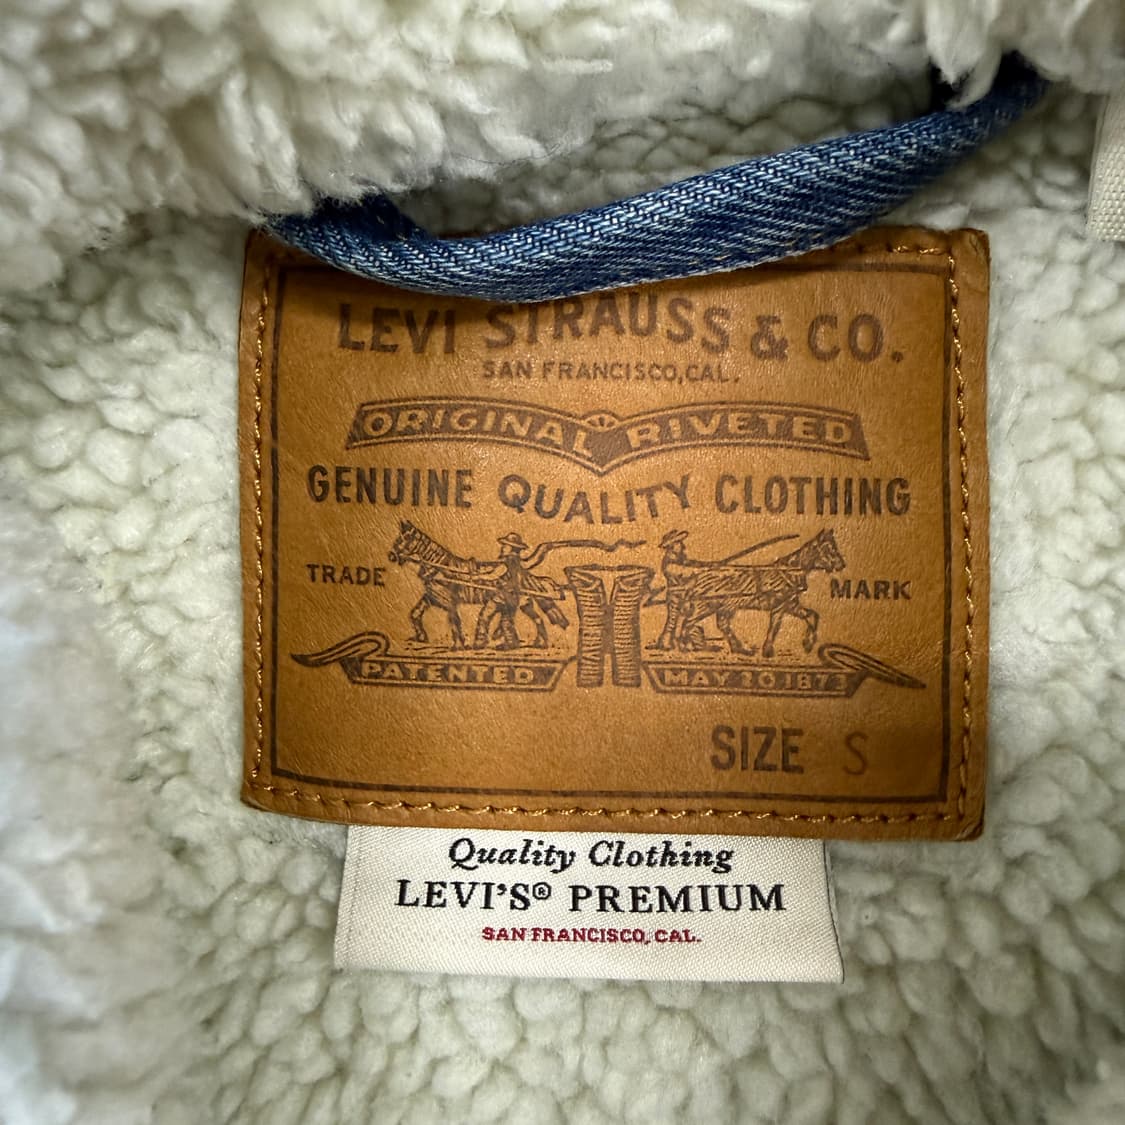 LEVI STRAUSS & CO.
SAN FRANCISCO, CAL.
ORIGINAL RIVETED
GENUINE QUALITY CLOTHING
TRADE MARK
PATENTED MAY 20 1873
SIZE S
Quality Clothing
LEVI'S® PREMIUM
SAN FRANCISCO, CAL.